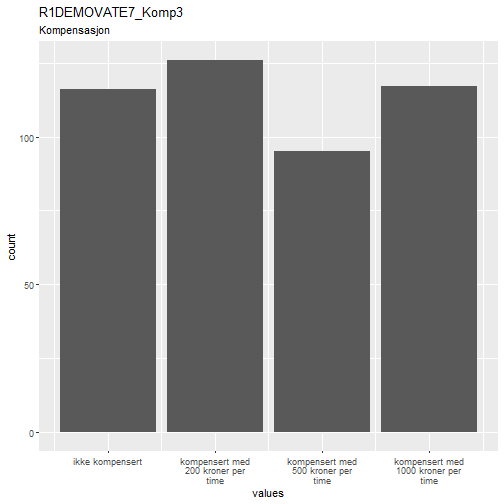 R1DEMOVATE7_Komp3
Kompensasjon
count
100
50
0
ikke kompensert
kompensert med
200 kroner per
time
kompensert med
500 kroner per
time
kompensert med
1000 kroner per
time
values